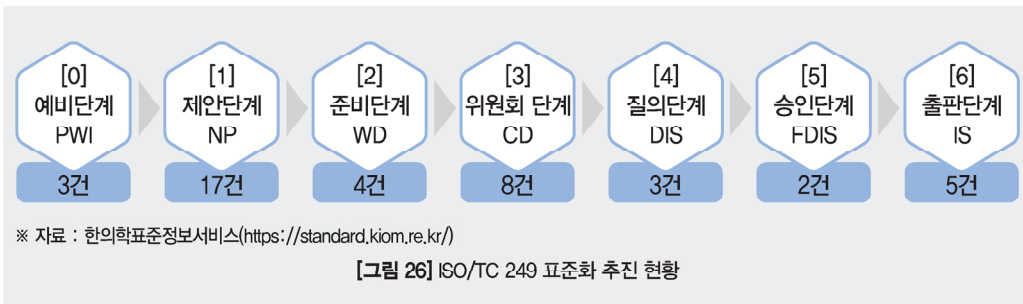 [0] [1] [2] [3] [4] [5] [6]
예비단계 제안단계 준비단계 위원회 단계 질의단계 승인단계 출판단계
PWI NP WD CD DIS FDIS IS
3건 17건 4건 8건 3건 2건 5건
※ 자료 : 한의학표준정보서비스(https://standard.kiom.re.kr/)
[그림 26] ISO/TC 249 표준화 추진 현황